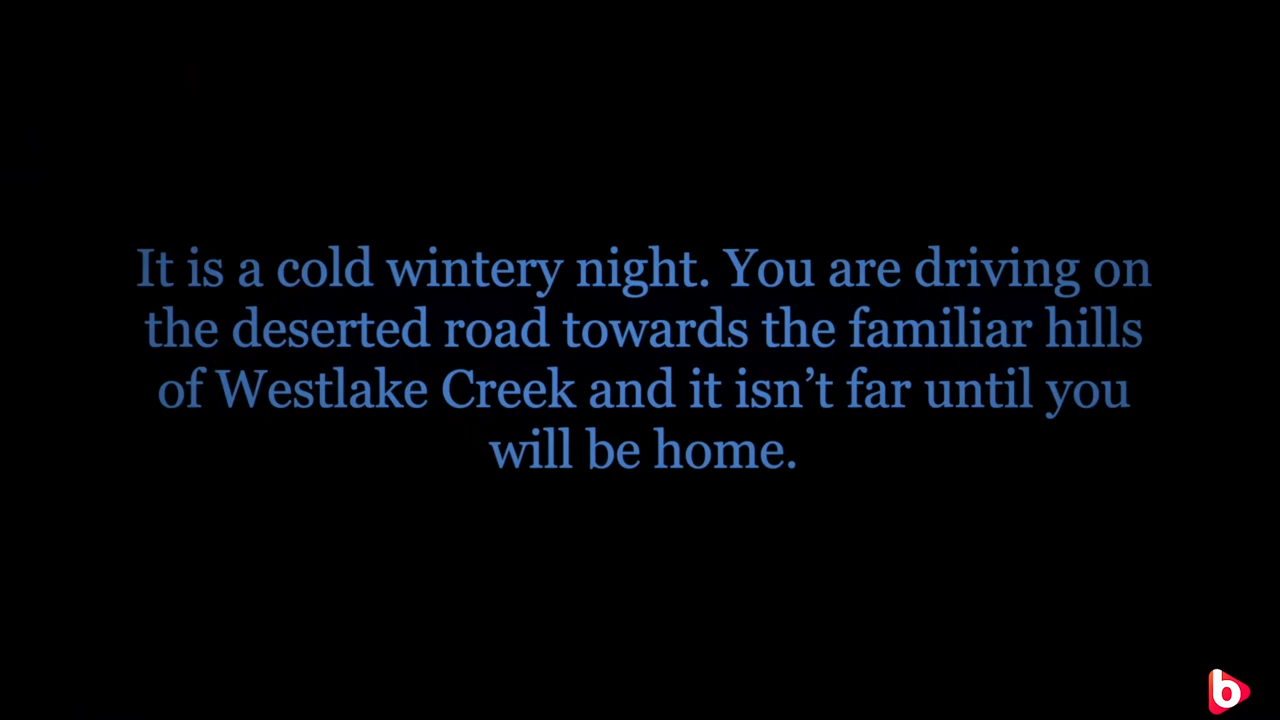 It is a cold wintery night. You are driving on
the deserted road towards the familiar hills
of Westlake Creek and it isn’t far until you
will be home.
b